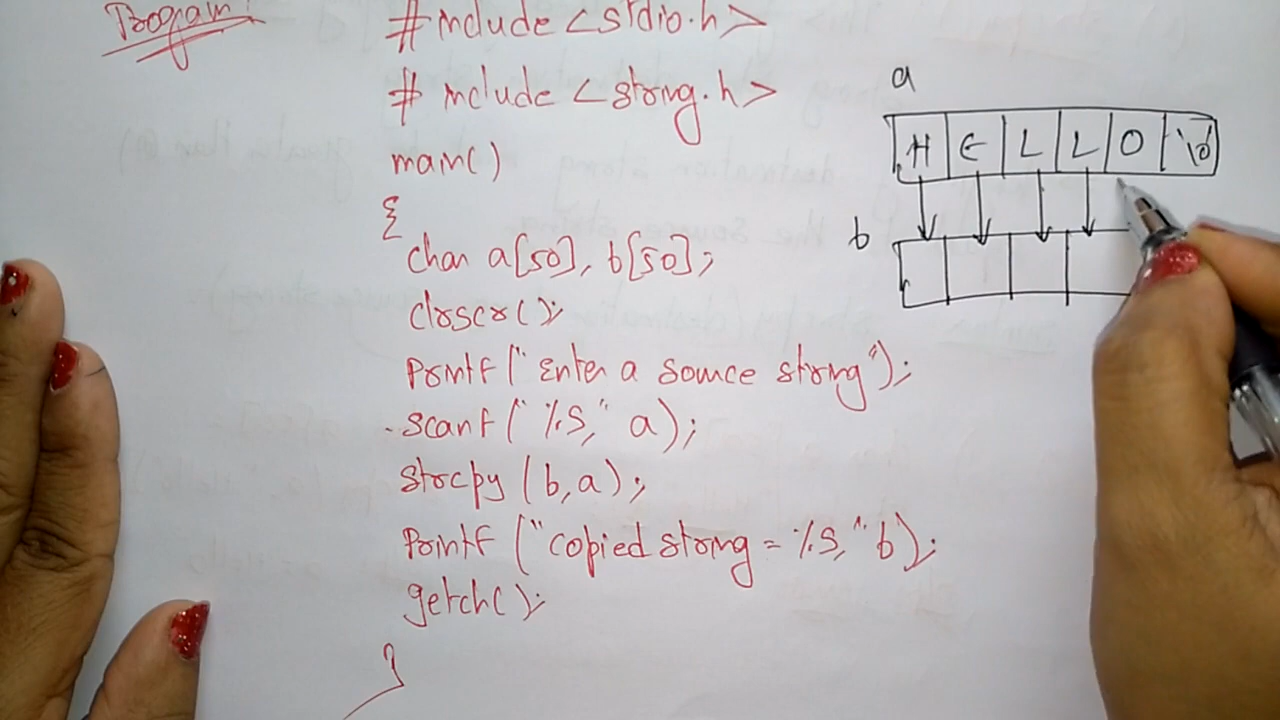 Program:
#include <stdio.h>
#include <string.h>
main()
{
char a[50], b[50];
clrscr();
Printf("Enter a source string");
scanf("%s," a);
strcpy(b,a);
Printf("copied string = %s," b);
getch();
}
a
H E L L O '\0'
b